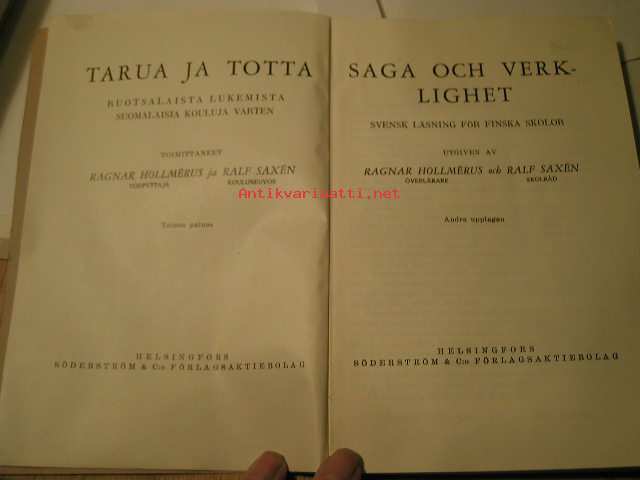 TARUA JA TOTTA
RUOTSALAISTA LUKEMISTA
SUOMALAISIA KOULUJA VARTEN
TOIMITTANEET
RAGNAR HOLLMÉRUS ja RALF SAXÉN
YLIOPETTAJA KOULUNEUVOS
Toinen painos
HELSINGFORS
SÖDERSTRÖM & C:o FÖRLAGSAKTIEBOLAG
SAGA OCH VERK-
LIGHET
SVENSK LÄSNING FÖR FINSKA SKOLOR
UTGIVEN AV
RAGNAR HOLLMÉRUS och RALF SAXÉN
ÖVERLÄRARE SKOLRÅD
Andra upplagan
HELSINGFORS
SÖDERSTRÖM & C:o FÖRLAGSAKTIEBOLAG
Antikvariaatti.net